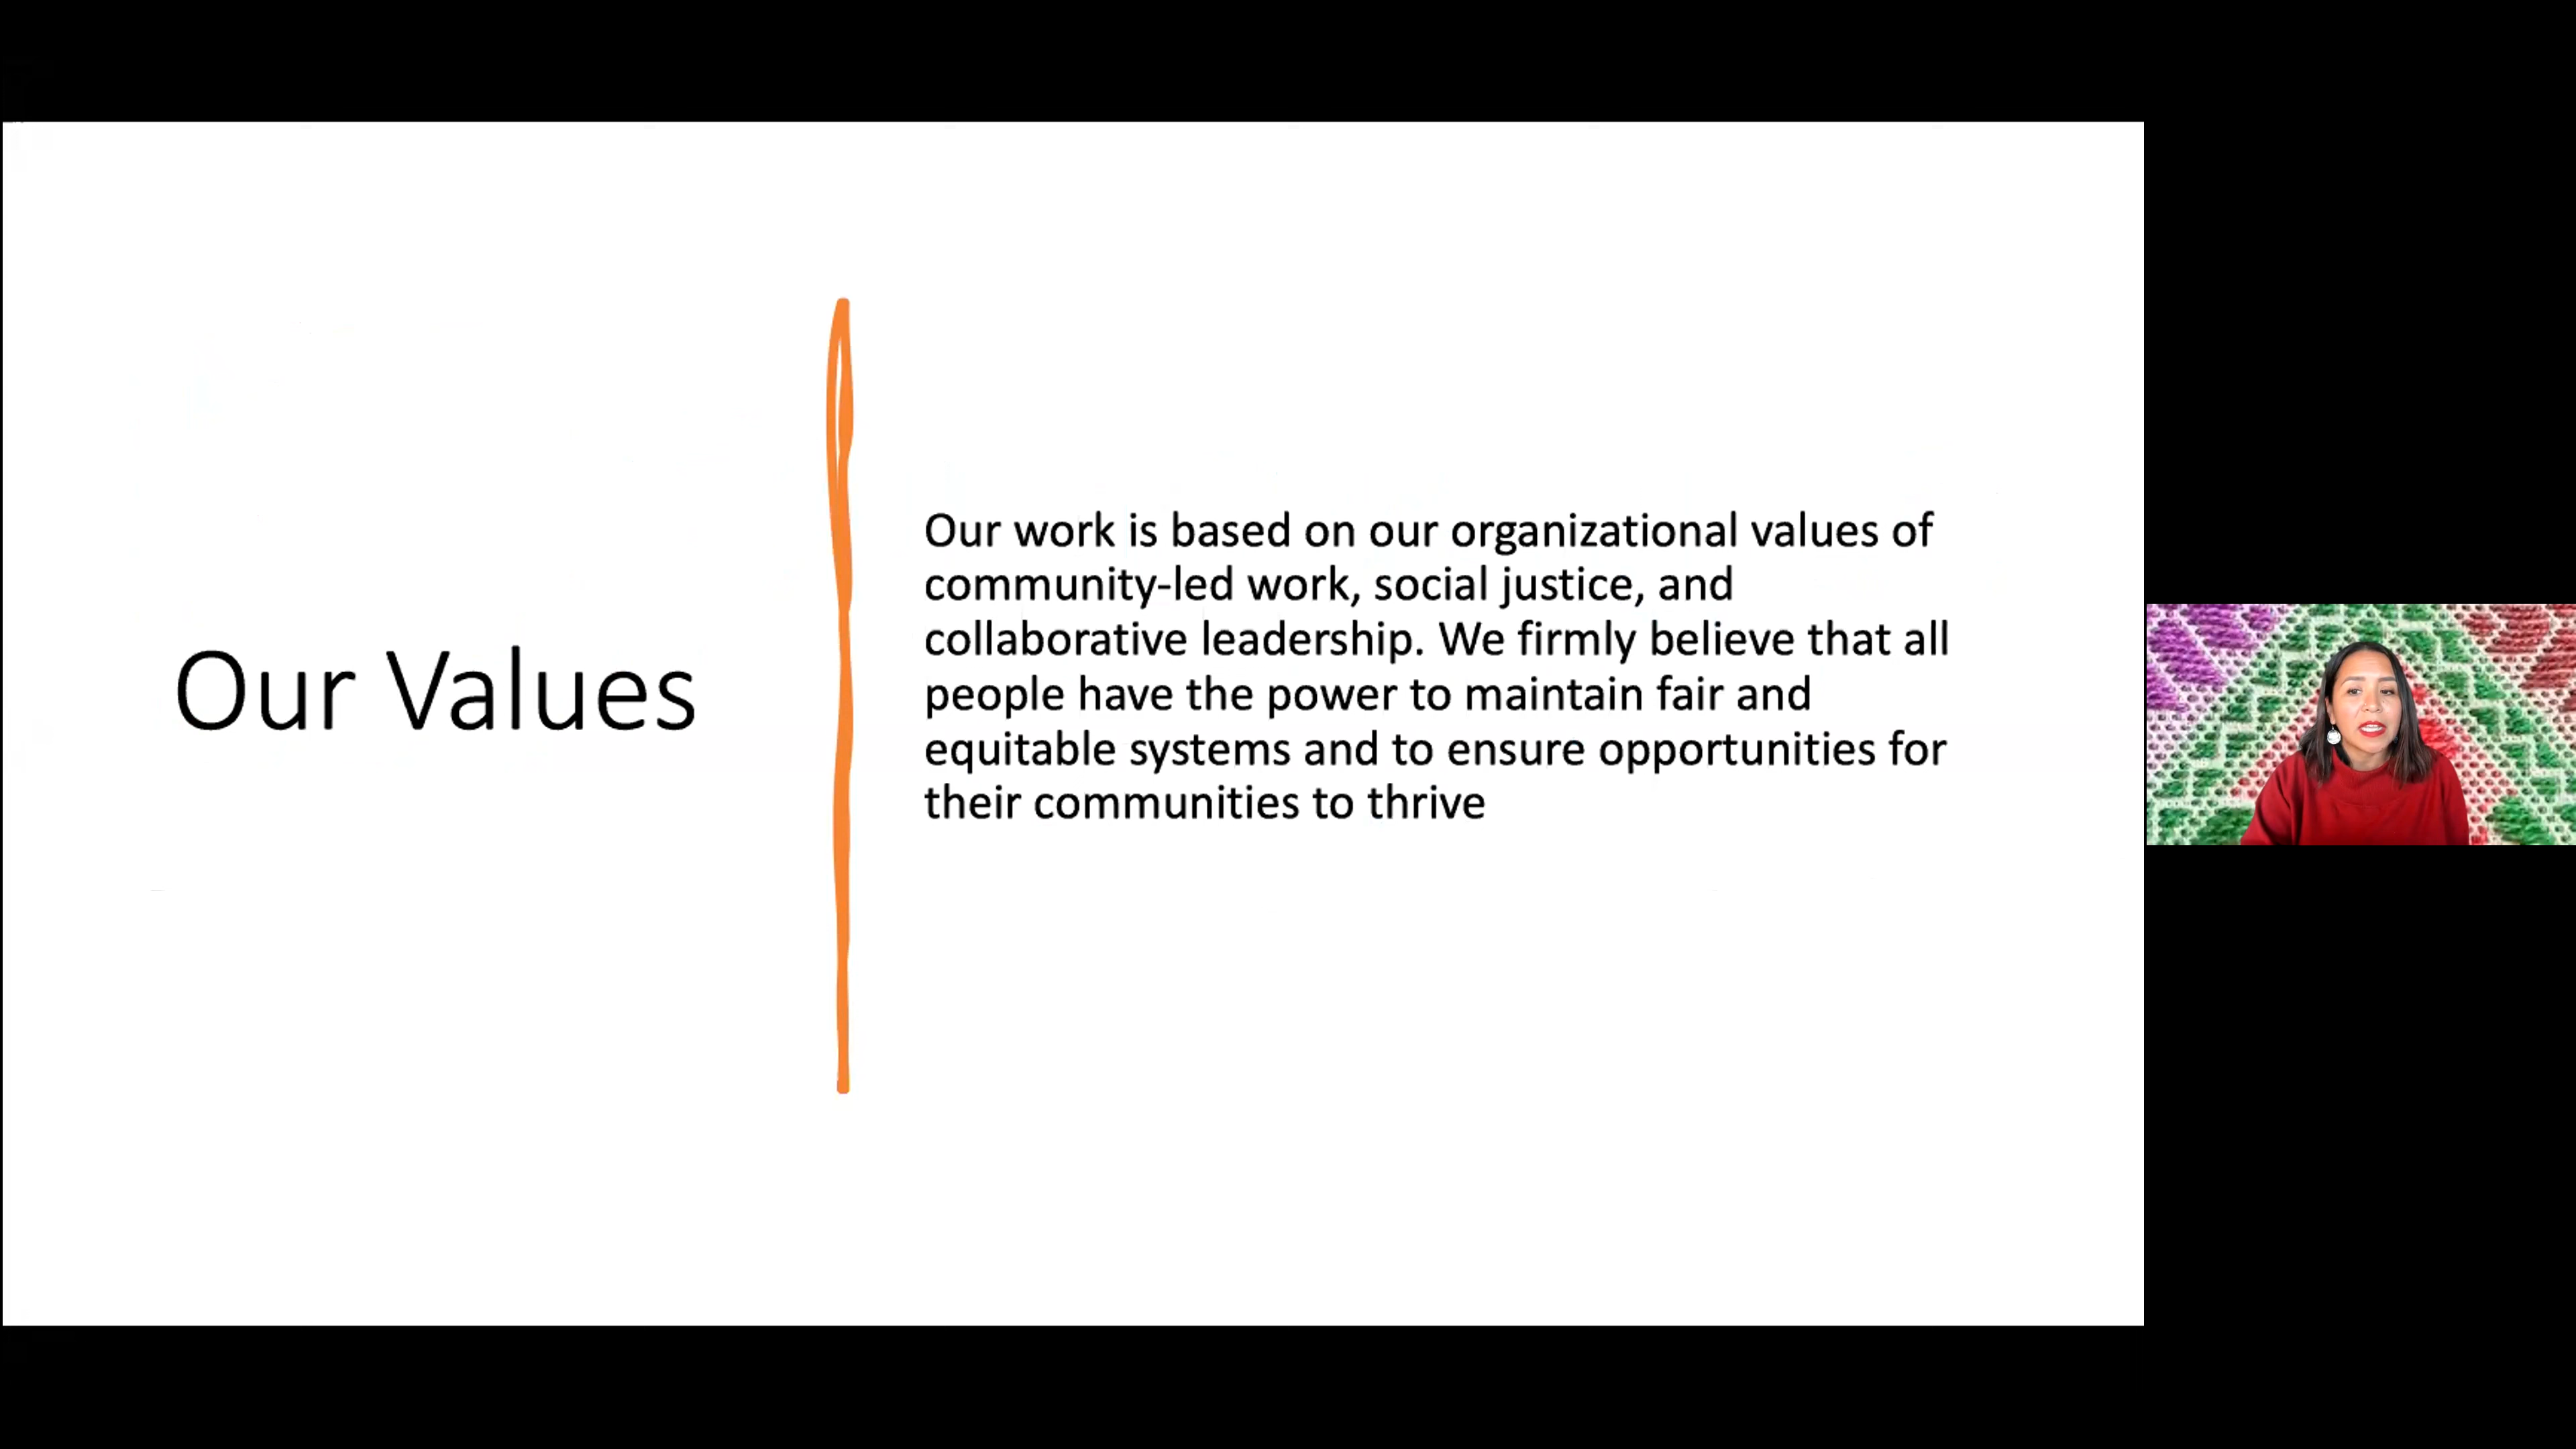 Our Values
Our work is based on our organizational values of
community-led work, social justice, and
collaborative leadership. We firmly believe that all
people have the power to maintain fair and
equitable systems and to ensure opportunities for
their communities to thrive